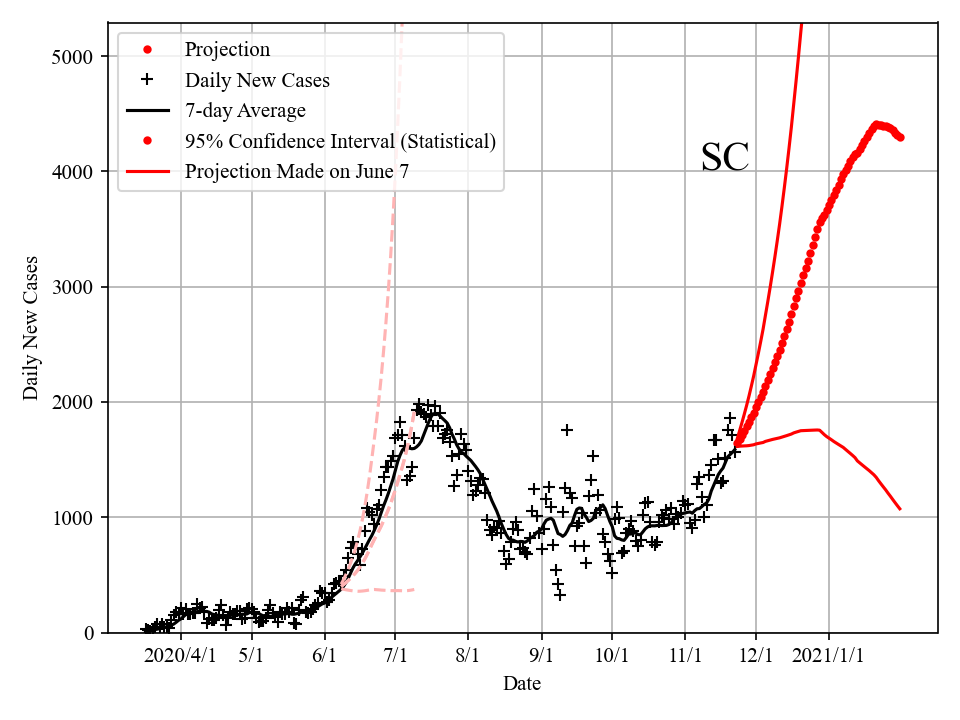 5000
4000
3000
2000
1000
0
Daily New Cases
Projection
Daily New Cases
7-day Average
95% Confidence Interval (Statistical)
Projection Made on June 7
SC
2020/4/1 5/1 6/1 7/1 8/1 9/1 10/1 11/1 12/1 2021/1/1
Date